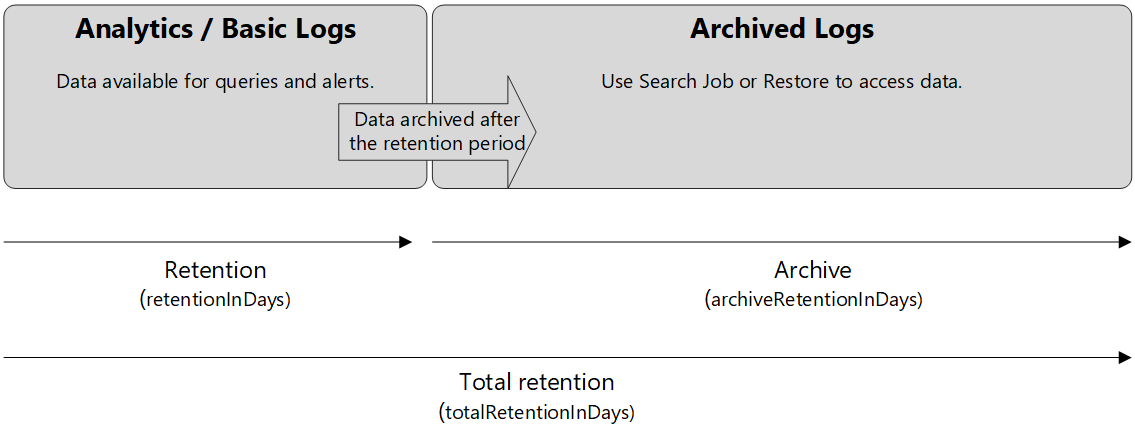 Analytics / Basic Logs
Data available for queries and alerts.
Archived Logs
Use Search Job or Restore to access data.
Data archived after
the retention period
Retention
(retentionInDays)
Archive
(archiveRetentionInDays)
Total retention
(totalRetentionInDays)